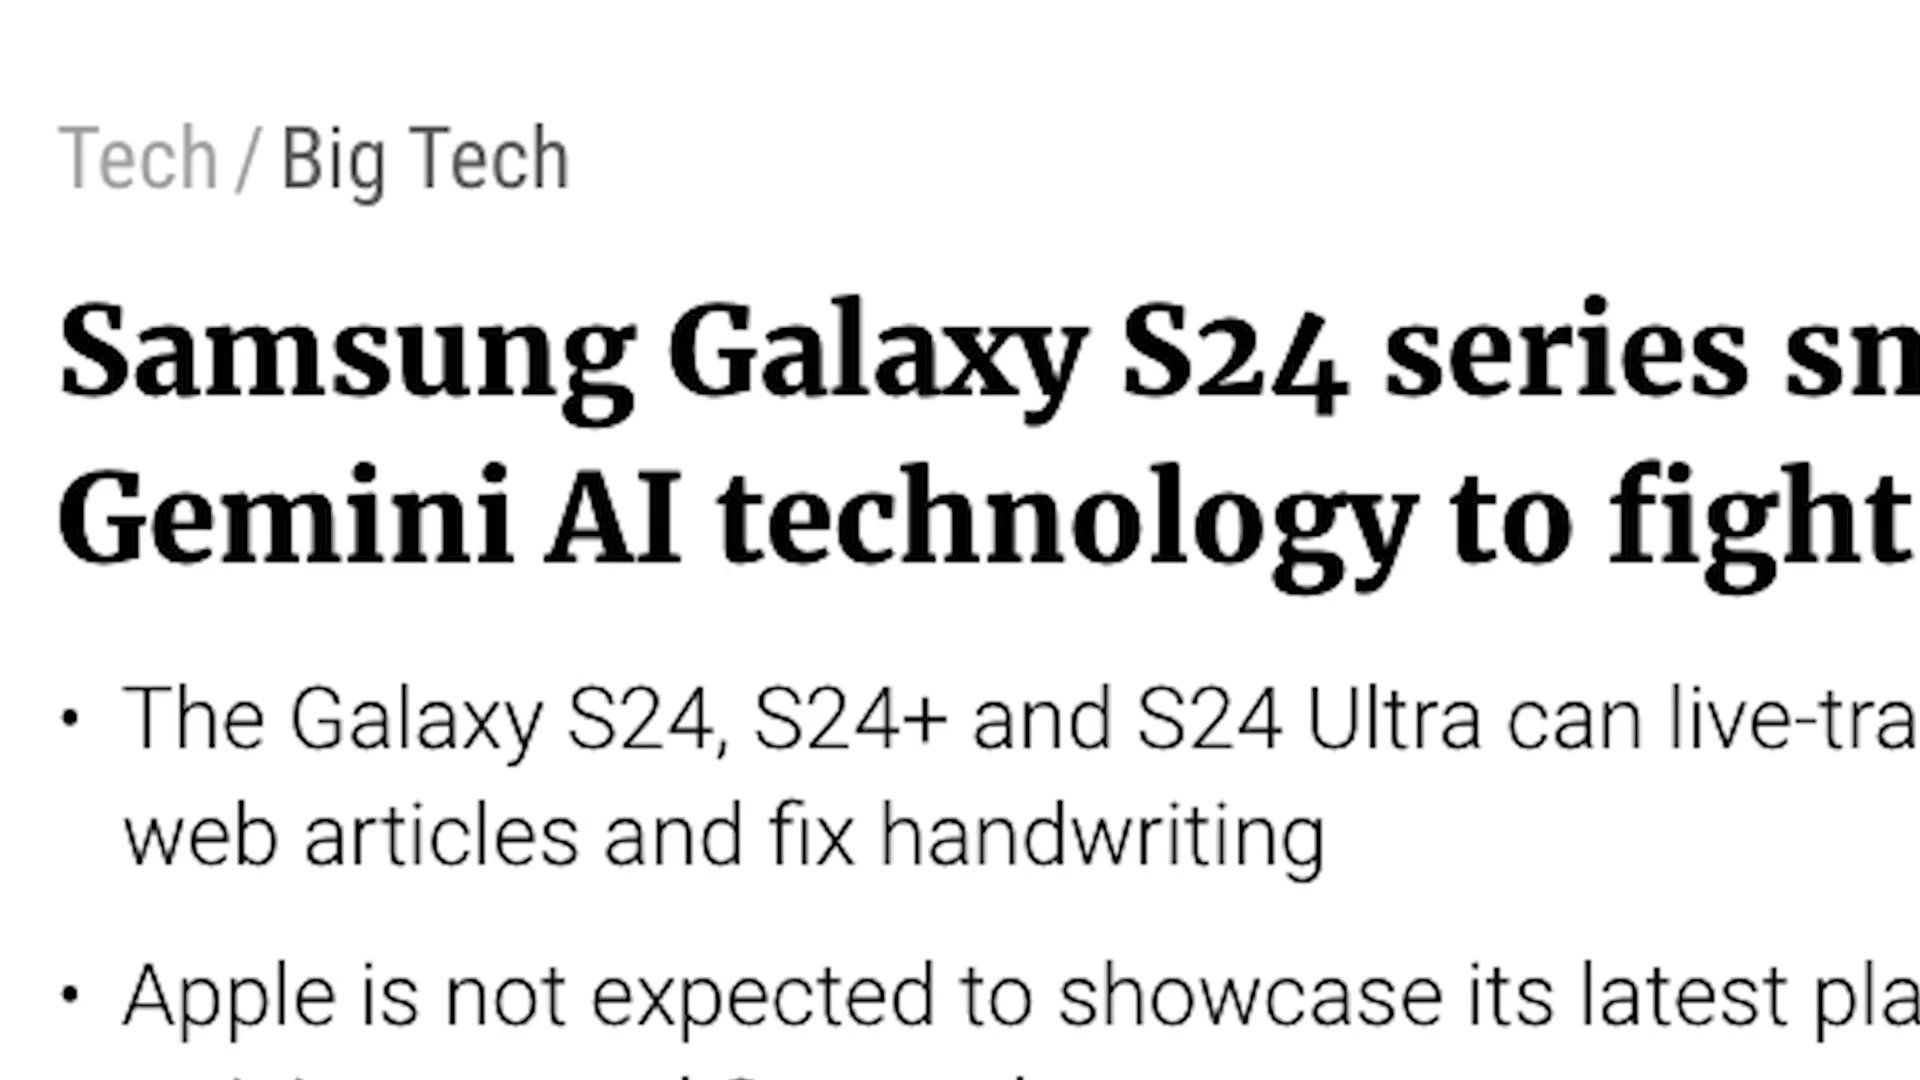 Tech / Big Tech
Samsung Galaxy S24 series
Gemini AI technology to fight
• The Galaxy S24, S24+ and S24 Ultra can
web articles and fix handwriting
• Apple is not expected to showcase its latest